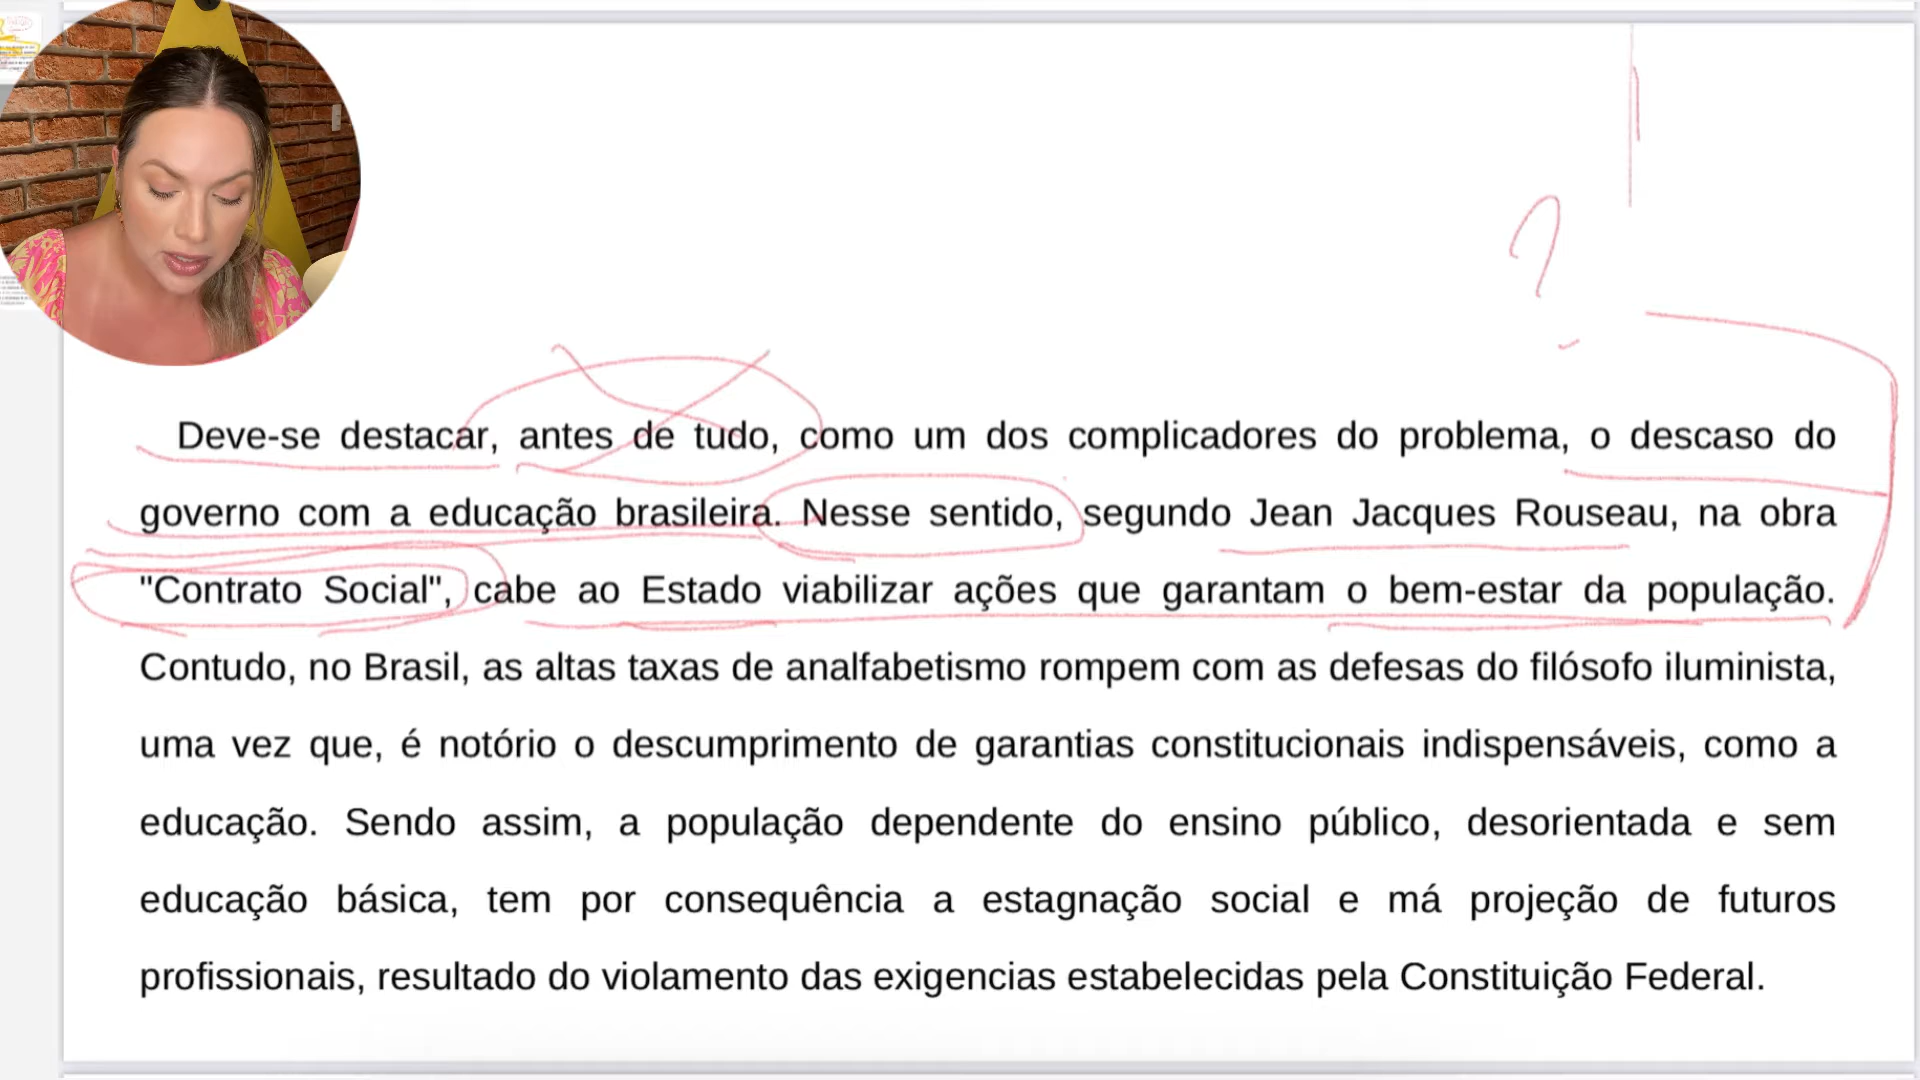 ?
Deve-se destacar, antes de tudo, como um dos complicadores do problema, o descaso do
governo com a educação brasileira. Nesse sentido, segundo Jean Jacques Rouseau, na obra
"Contrato Social", cabe ao Estado viabilizar ações que garantam o bem-estar da população.
Contudo, no Brasil, as altas taxas de analfabetismo rompem com as defesas do filósofo iluminista,
uma vez que, é notório o descumprimento de garantias constitucionais indispensáveis, como a
educação. Sendo assim, a população dependente do ensino público, desorientada e sem
educação básica, tem por consequência a estagnação social e má projeção de futuros
profissionais, resultado do violamento das exigencias estabelecidas pela Constituição Federal.